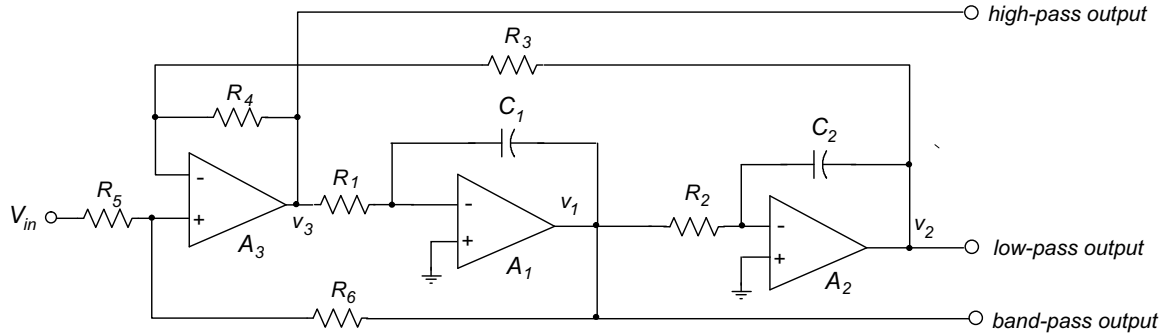 high-pass output
R3
R4
C1
C2
R5
R1
R2
Vin
-
+
A3
v3
-
+
A1
v1
-
+
A2
v2
low-pass output
R6
band-pass output